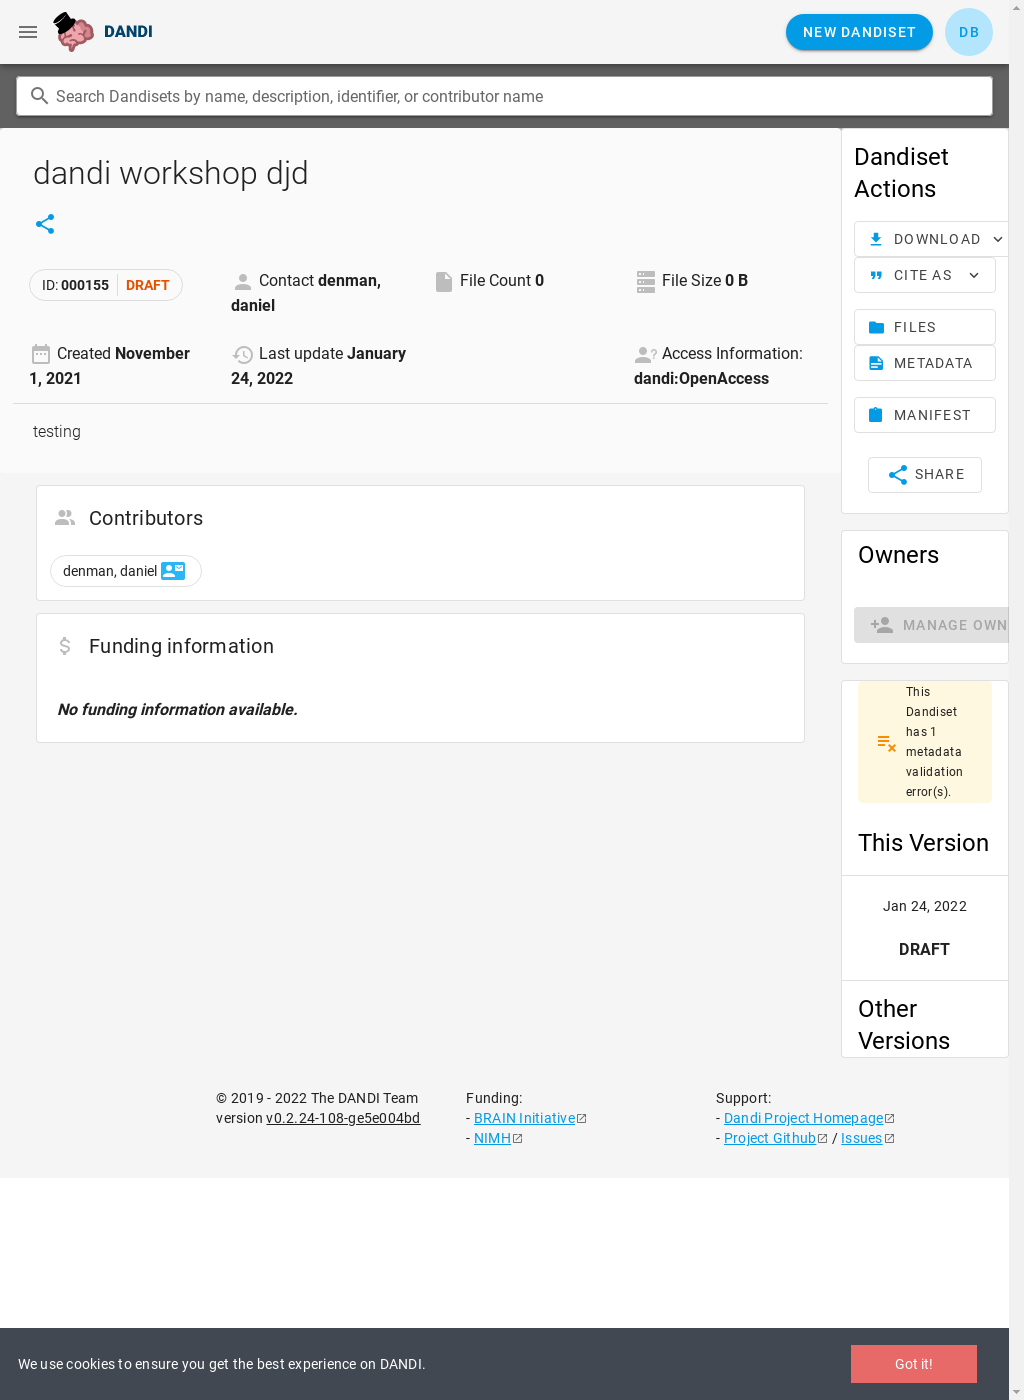 DANDI
NEW DANDISET
DB
Search Dandisets by name, description, identifier, or contributor name
dandi workshop djd
ID: 000155 DRAFT
Contact denman,
daniel
File Count 0
File Size 0 B
Created November
1, 2021
Last update January
24, 2022
Access Information:
dandi:OpenAccess
testing
Contributors
denman, daniel
Funding information
No funding information available.
Dandiset
Actions
DOWNLOAD
CITE AS
FILES
METADATA
MANIFEST
SHARE
Owners
MANAGE OWN
This
Dandiset
has 1
metadata
validation
error(s).
This Version
Jan 24, 2022
DRAFT
Other
Versions
© 2019 - 2022 The DANDI Team
version v0.2.24-108-ge5e004bd
Funding:
- BRAIN Initiative
- NIMH
Support:
- Dandi Project Homepage
- Project Github / Issues
We use cookies to ensure you get the best experience on DANDI.
Got it!